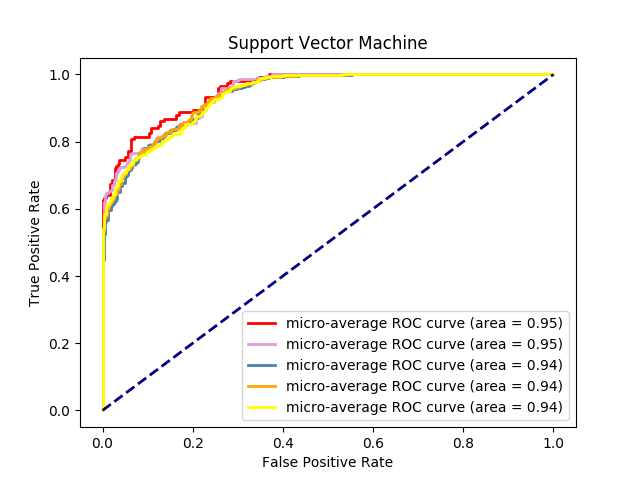 Support Vector Machine
True Positive Rate
1.0
0.8
0.6
0.4
0.2
0.0
micro-average ROC curve (area = 0.95)
micro-average ROC curve (area = 0.95)
micro-average ROC curve (area = 0.94)
micro-average ROC curve (area = 0.94)
micro-average ROC curve (area = 0.94)
0.0 0.2 0.4 0.6 0.8 1.0
False Positive Rate